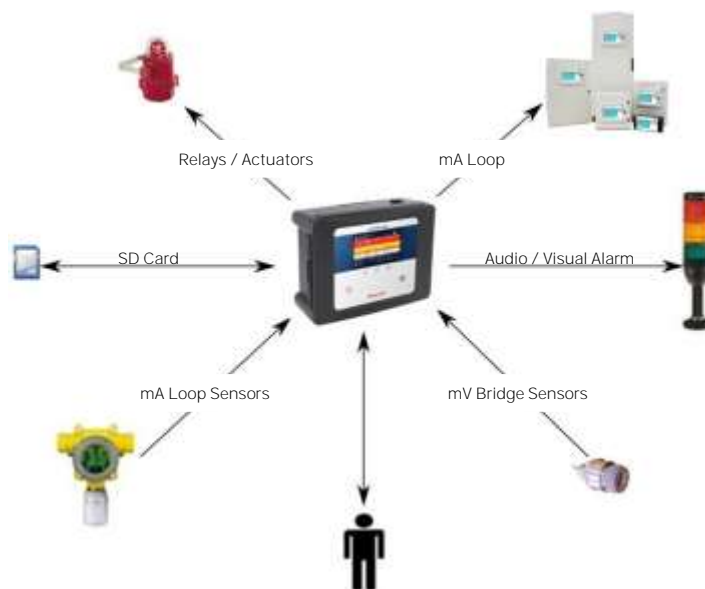 Relays / Actuators
mA Loop
SD Card
Audio / Visual Alarm
mA Loop Sensors
mV Bridge Sensors